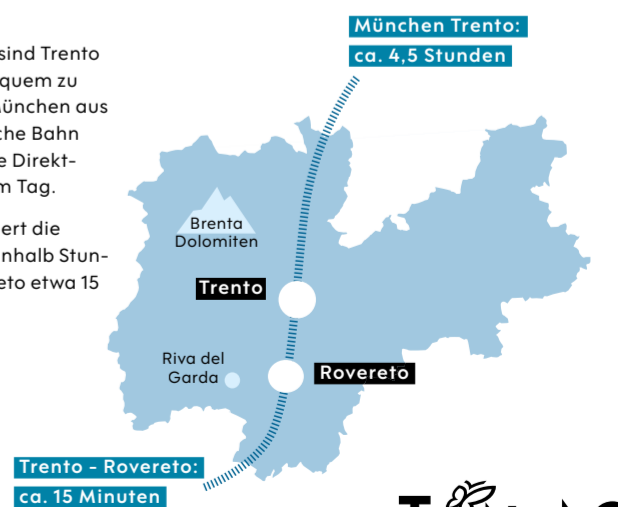 München Trento:
ca. 4,5 Stunden
sind Trento
quem zu
ünchen aus
che Bahn
e Direkt-
m Tag.
ert die
nhalb Stun-
eto etwa 15
Brenta
Dolomiten
Trento
Riva del
Garda
Rovereto
Trento - Rovereto:
ca. 15 Minuten